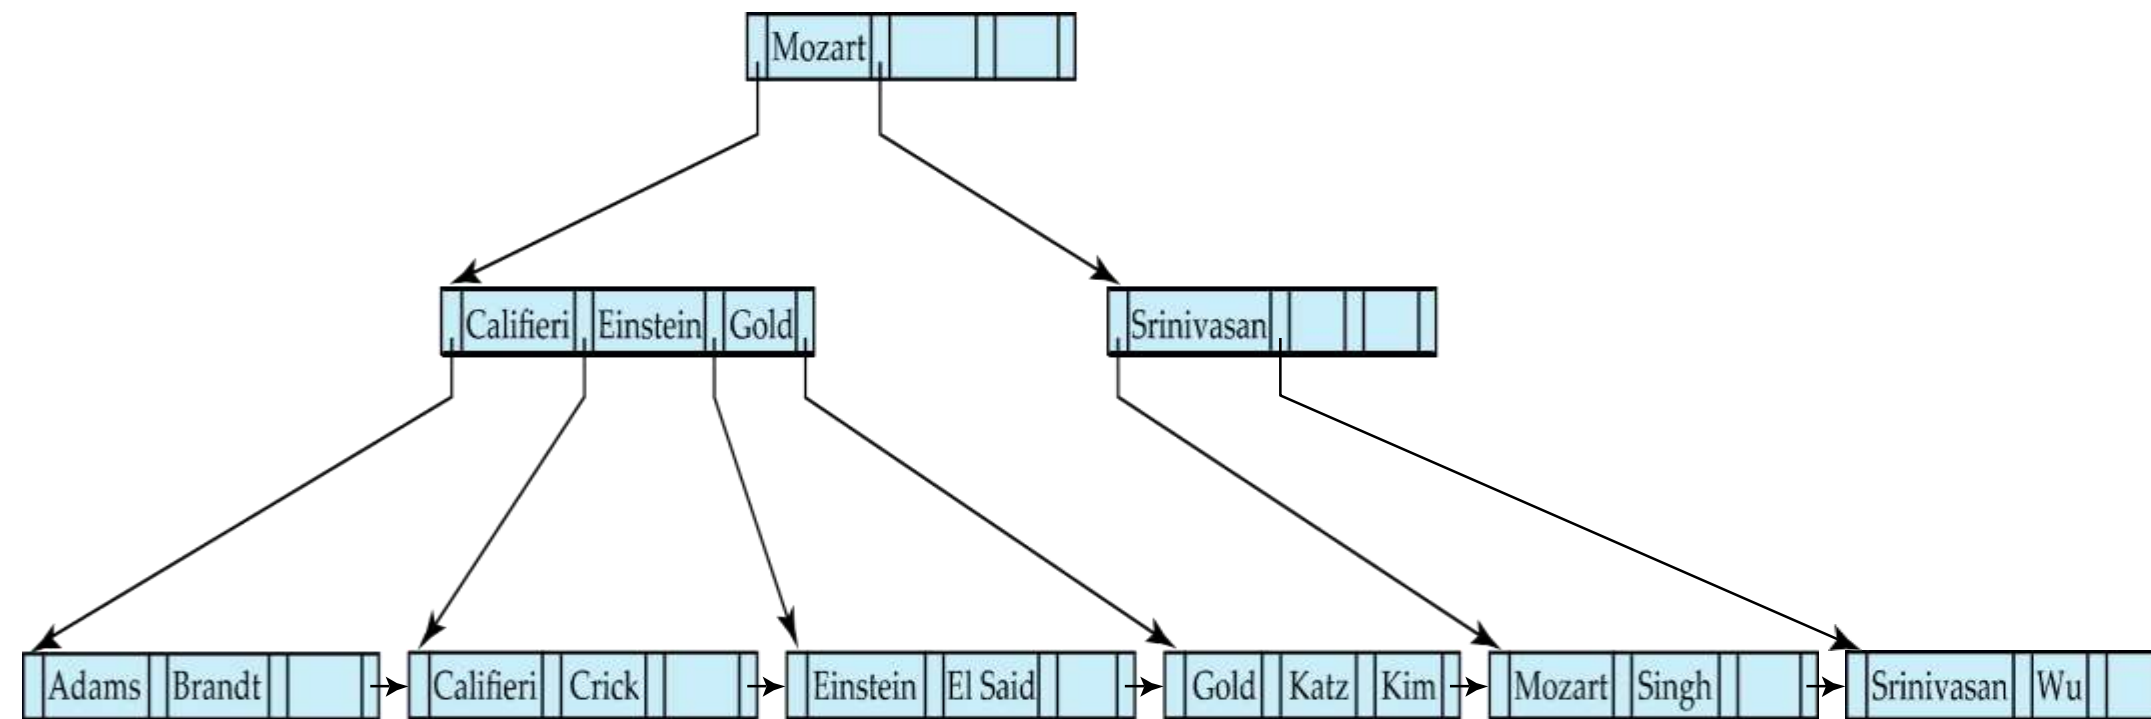 Mozart
Califieri Einstein Gold Srinivasan
Adams Brandt Califieri Crick Einstein El Said Gold Katz Kim Mozart Singh Srinivasan Wu